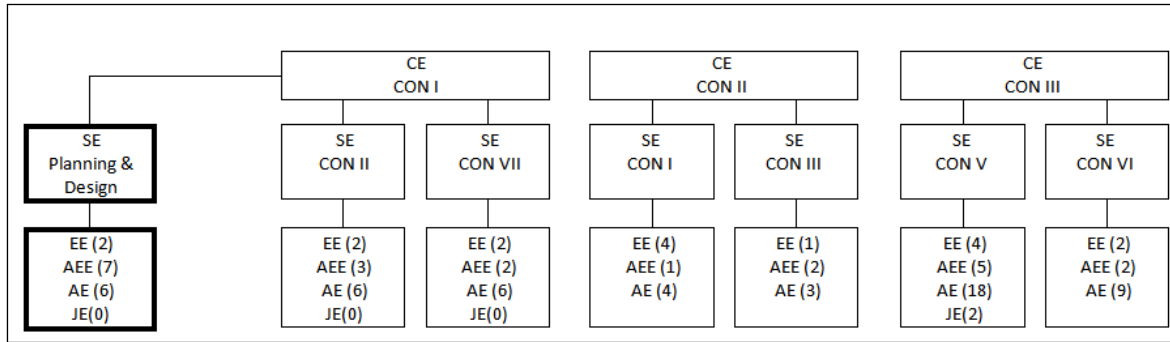 CE
CON I
CE
CON II
CE
CON III
SE
Planning &
Design
SE
CON II
SE
CON VII
SE
CON I
SE
CON III
SE
CON V
SE
CON VI
EE (2)
AEE (7)
AE (6)
JE(0)
EE (2)
AEE (3)
AE (6)
JE(0)
EE (2)
AEE (2)
AE (6)
JE(0)
EE (4)
AEE (1)
AE (4)
EE (1)
AEE (2)
AE (3)
EE (4)
AEE (5)
AE (18)
JE(2)
EE (2)
AEE (2)
AE (9)